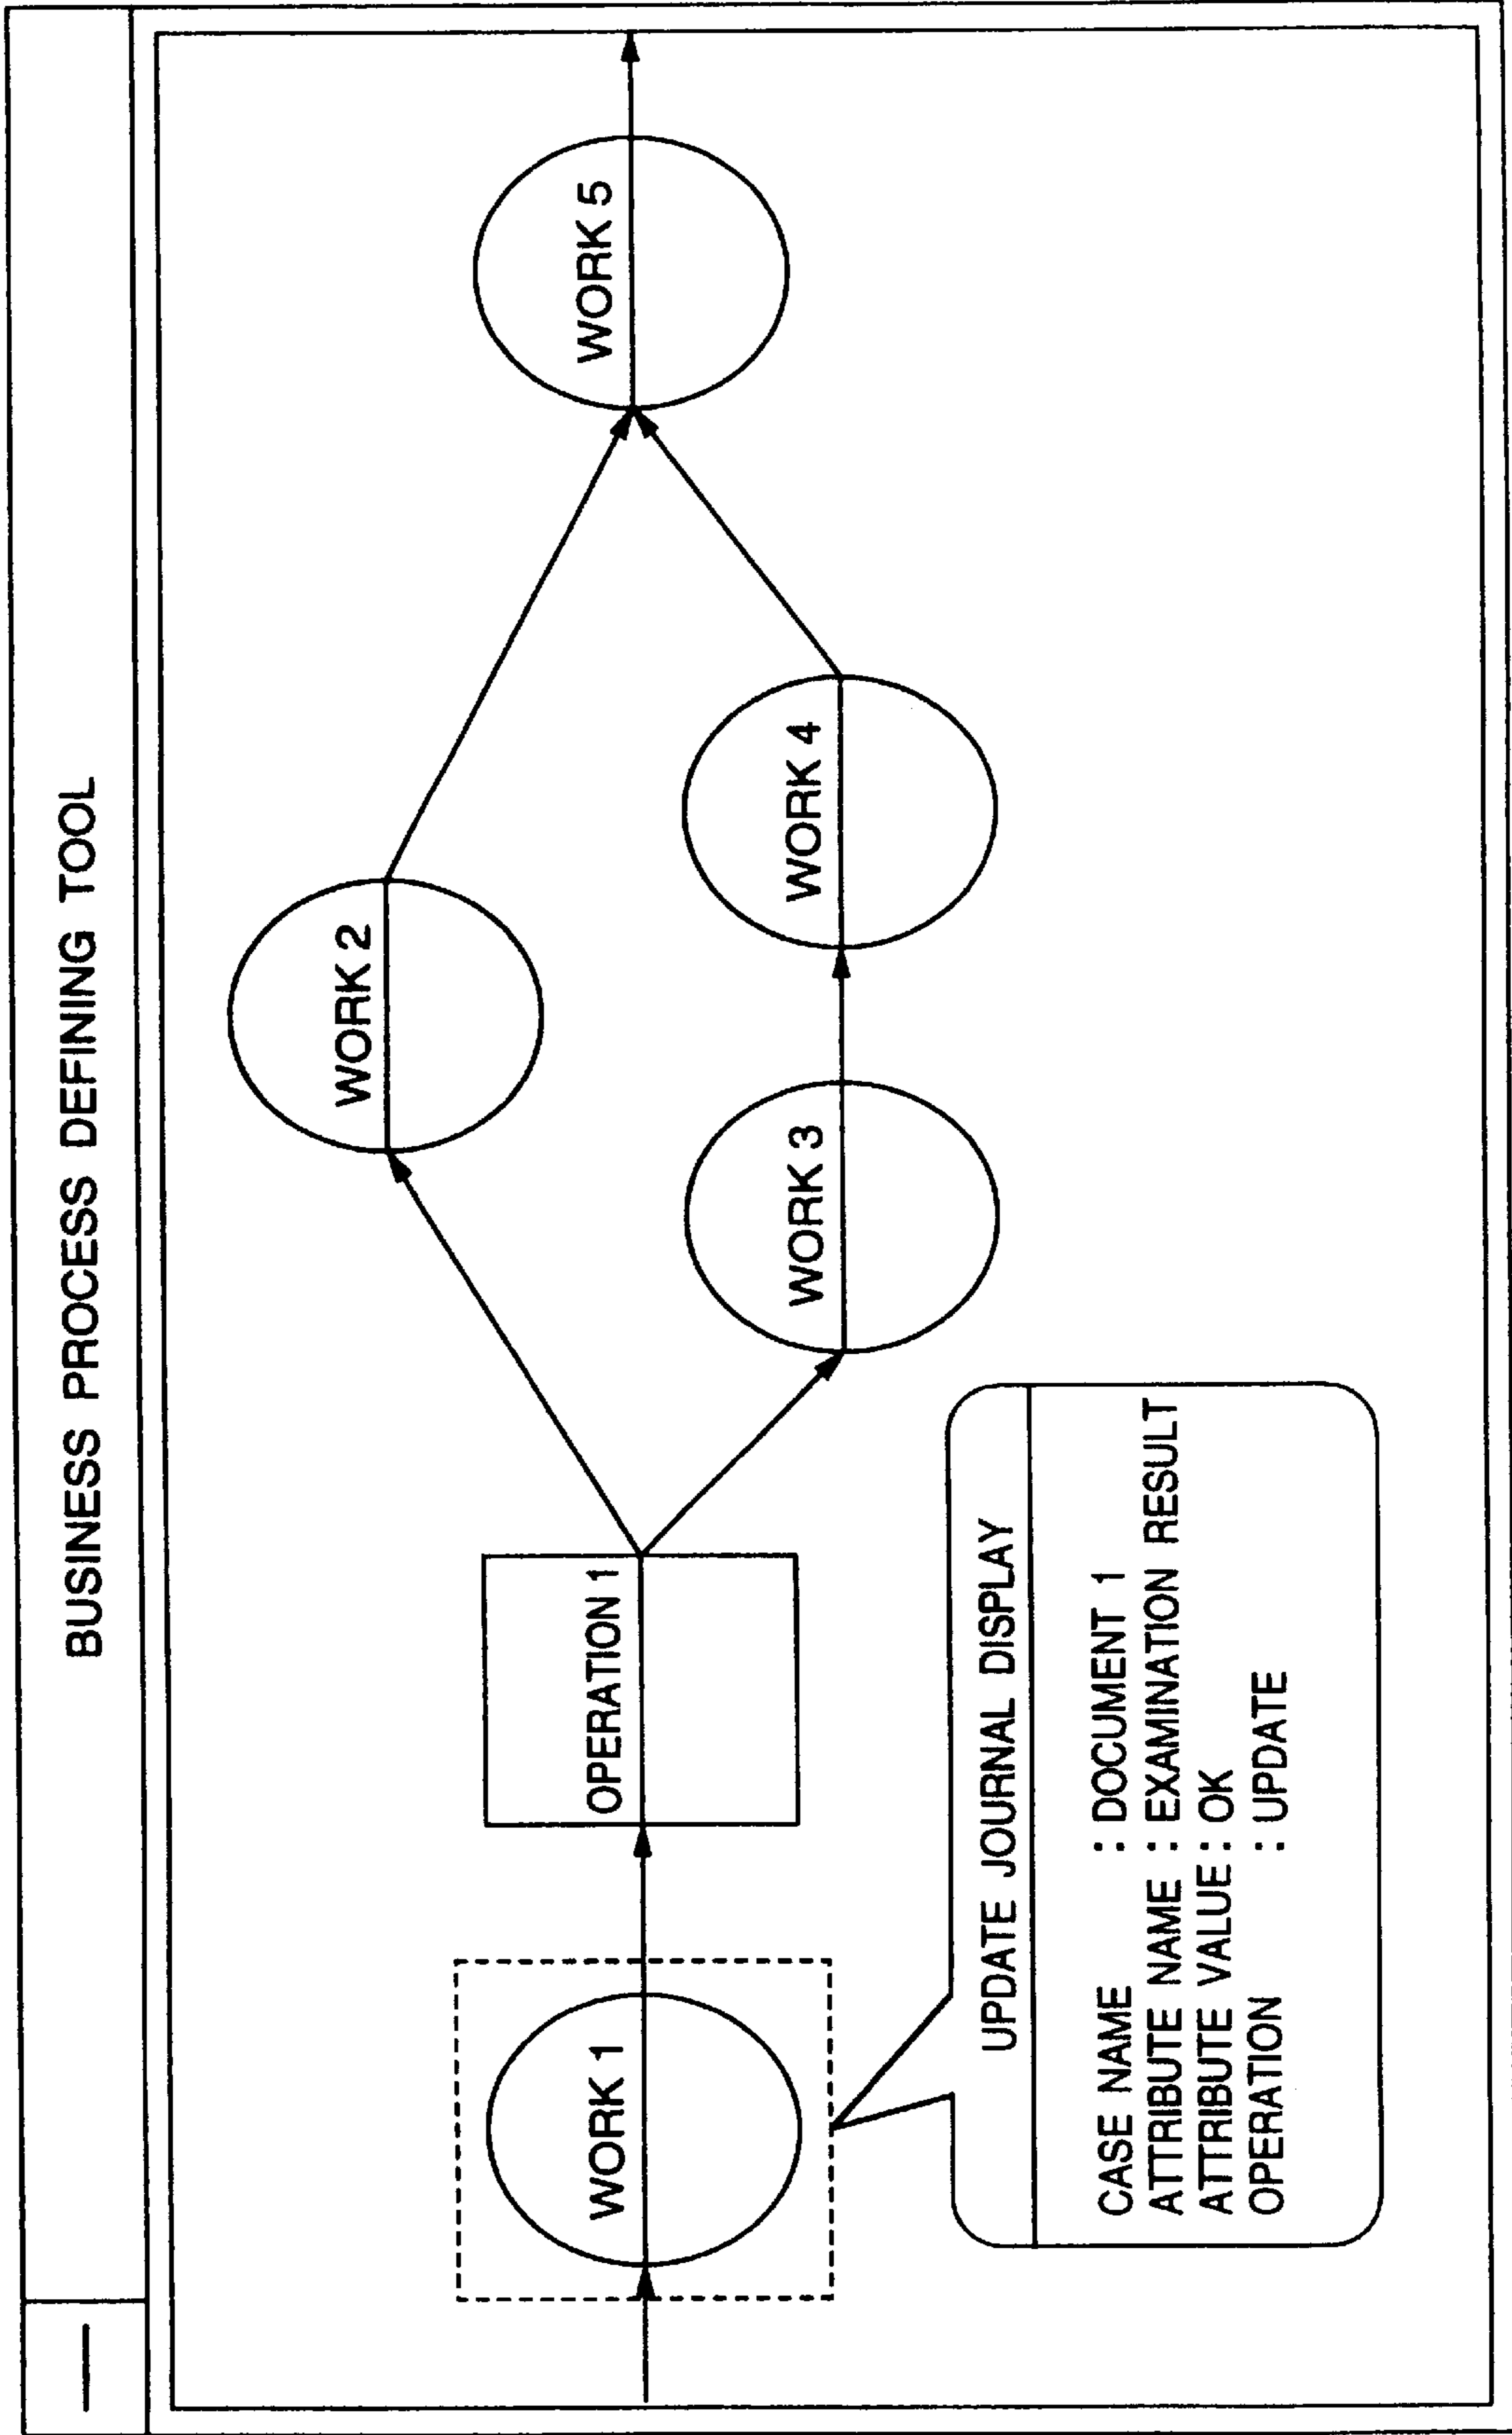 BUSINESS PROCESS DEFINING TOOL
WORK 1
OPERATION 1
WORK 2
WORK 3
WORK 4
WORK 5
UPDATE JOURNAL DISPLAY
CASE NAME : DOCUMENT 1
ATTRIBUTE NAME : EXAMINATION RESULT
ATTRIBUTE VALUE : OK
OPERATION : UPDATE